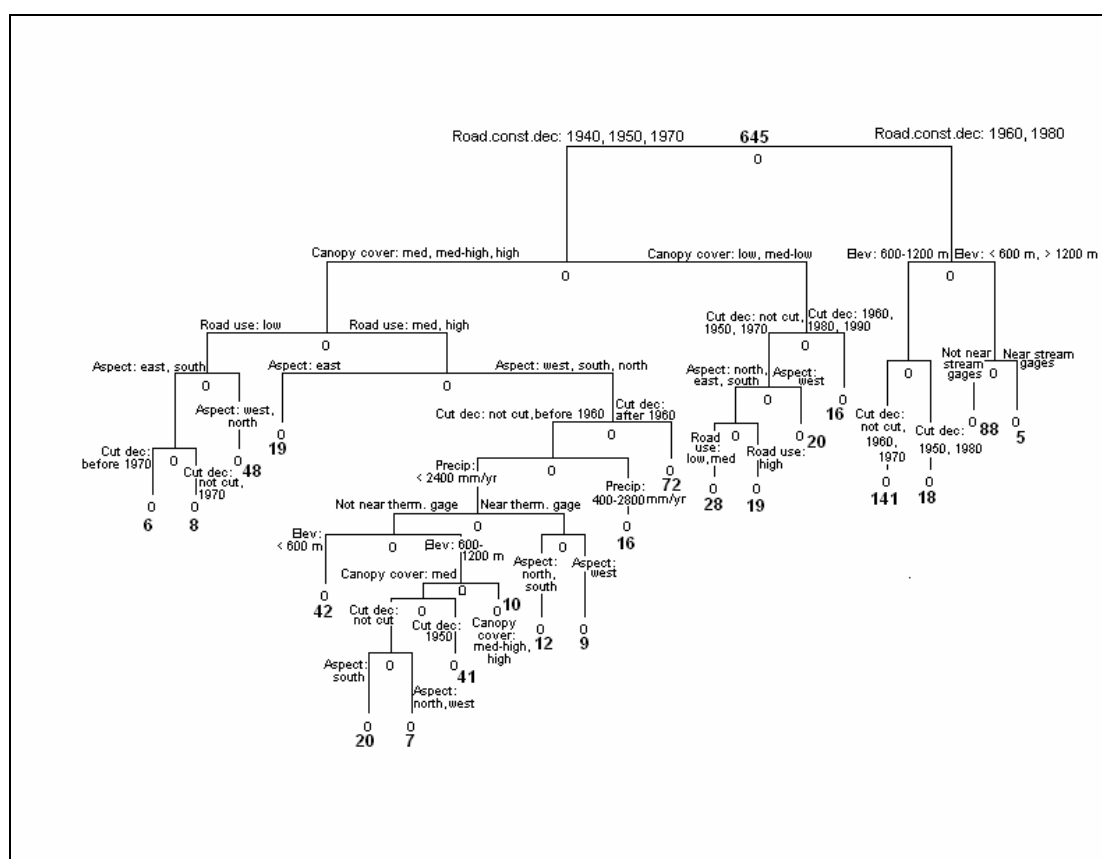 Road.const.dec: 1940, 1950, 1970
645
Road.const.dec: 1960, 1980
0
Canopy cover: med, med-high, high
Canopy cover: low, med-low
Elev: 600-1200 m
Elev: < 600 m, > 1200 m
0
0
Road use: low
Road use: med, high
Cut dec: not cut,
1950, 1970
Cut dec: 1960,
1980, 1990
0
0
Aspect: east, south
Aspect: east
Aspect: west, south, north
Aspect: north,
east, south
Aspect:
west
Not near
stream
gages
Near stream
gages
0
0
0
0
0
Aspect: west,
north
Cut dec: not cut, before 1960
Cut dec:
after 1960
0
16
Cut dec:
not cut,
1960,
1970
Cut dec:
1950, 1980
0
88
0
5
Cut dec:
before 1970
0
Cut dec:
not cut,
1970
0
48
0
19
0
Road
use:
low, med
0
Road use:
high
0
20
Precip:
< 2400 mm/yr
0
Precip:
400-2800 mm/yr
0
72
0
28
0
19
0
141
0
18
0
6
0
8
Not near therm. gage
Near therm. gage
0
0
16
Elev:
< 600 m
0
Elev: 600-
1200 m
Aspect:
north,
south
0
Aspect:
west
Canopy cover: med
0
0
42
Cut dec:
not cut
0
Cut dec:
1950
0
10
Canopy
cover:
med-high,
high
0
12
0
9
Aspect:
south
0
Aspect:
north, west
0
41
0
20
0
7